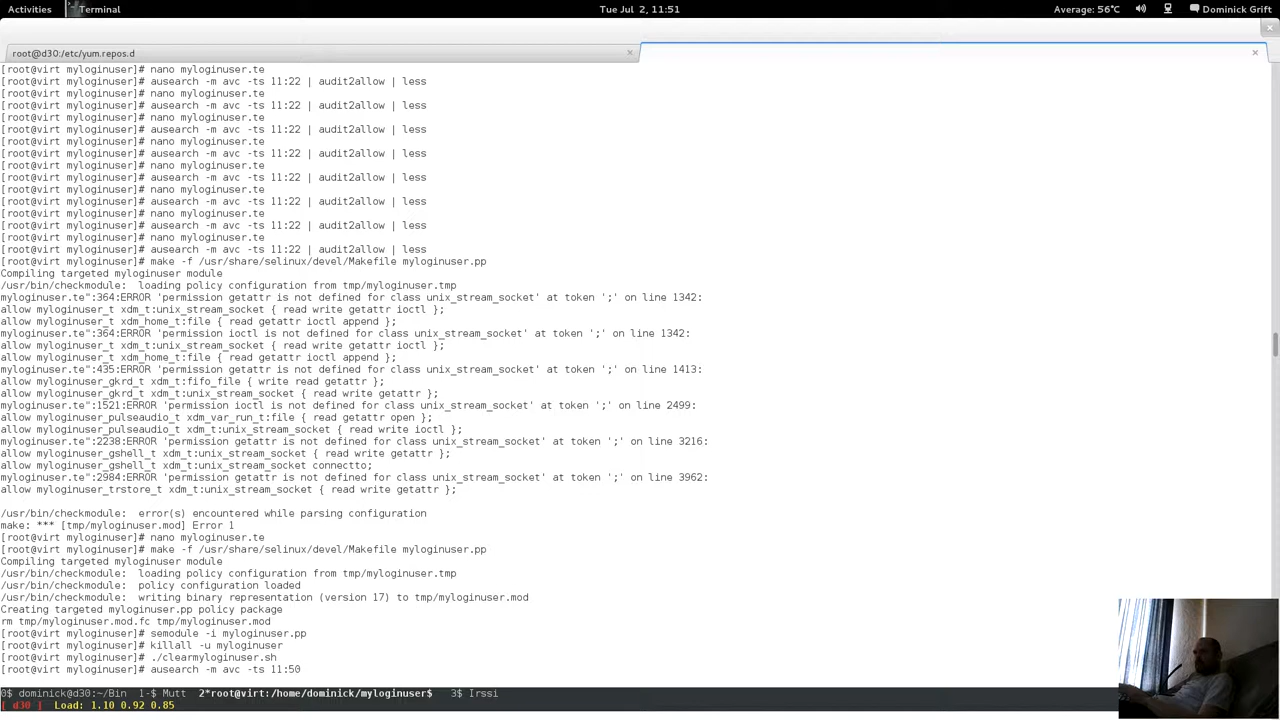 Activities Terminal Tue Jul 2, 11:51 Average: 56°C Dominick Grift
root@d30:/etc/yum.repos.d
[root@virt myloginuser]# nano myloginuser.te
[root@virt myloginuser]# ausearch -m avc -ts 11:22 | audit2allow | less
[root@virt myloginuser]# nano myloginuser.te
[root@virt myloginuser]# ausearch -m avc -ts 11:22 | audit2allow | less
[root@virt myloginuser]# nano myloginuser.te
[root@virt myloginuser]# ausearch -m avc -ts 11:22 | audit2allow | less
[root@virt myloginuser]# nano myloginuser.te
[root@virt myloginuser]# ausearch -m avc -ts 11:22 | audit2allow | less
[root@virt myloginuser]# nano myloginuser.te
[root@virt myloginuser]# ausearch -m avc -ts 11:22 | audit2allow | less
[root@virt myloginuser]# nano myloginuser.te
[root@virt myloginuser]# ausearch -m avc -ts 11:22 | audit2allow | less
[root@virt myloginuser]# nano myloginuser.te
[root@virt myloginuser]# ausearch -m avc -ts 11:22 | audit2allow | less
[root@virt myloginuser]# nano myloginuser.te
[root@virt myloginuser]# ausearch -m avc -ts 11:22 | audit2allow | less
[root@virt myloginuser]# make -f /usr/share/selinux/devel/Makefile myloginuser.pp
Compiling targeted myloginuser module
/usr/bin/checkmodule:  loading policy configuration from tmp/myloginuser.tmp
myloginuser.te":364:ERROR 'permission getattr is not defined for class unix_stream_socket' at token ';' on line 1342:
allow myloginuser_t xdm_t:unix_stream_socket { read write getattr ioctl };
allow myloginuser_t xdm_home_t:file { read getattr ioctl append };
myloginuser.te":364:ERROR 'permission ioctl is not defined for class unix_stream_socket' at token ';' on line 1342:
allow myloginuser_t xdm_t:unix_stream_socket { read write getattr ioctl };
allow myloginuser_t xdm_home_t:file { read getattr ioctl append };
myloginuser.te":435:ERROR 'permission getattr is not defined for class unix_stream_socket' at token ';' on line 1413:
allow myloginuser_gkrd_t xdm_t:fifo_file { write read getattr };
allow myloginuser_gkrd_t xdm_t:unix_stream_socket { read write getattr };
myloginuser.te":1521:ERROR 'permission ioctl is not defined for class unix_stream_socket' at token ';' on line 2499:
allow myloginuser_pulseaudio_t xdm_var_run_t:file { read getattr open };
allow myloginuser_pulseaudio_t xdm_t:unix_stream_socket { read write ioctl };
myloginuser.te":2238:ERROR 'permission getattr is not defined for class unix_stream_socket' at token ';' on line 3216:
allow myloginuser_gshell_t xdm_t:unix_stream_socket { read write getattr };
allow myloginuser_gshell_t xdm_t:unix_stream_socket connectto;
myloginuser.te":2984:ERROR 'permission getattr is not defined for class unix_stream_socket' at token ';' on line 3962:
allow myloginuser_trstore_t xdm_t:unix_stream_socket { read write getattr };
/usr/bin/checkmodule:  error(s) encountered while parsing configuration
make: *** [tmp/myloginuser.mod] Error 1
[root@virt myloginuser]# nano myloginuser.te
[root@virt myloginuser]# make -f /usr/share/selinux/devel/Makefile myloginuser.pp
Compiling targeted myloginuser module
/usr/bin/checkmodule:  loading policy configuration from tmp/myloginuser.tmp
/usr/bin/checkmodule:  policy configuration loaded
/usr/bin/checkmodule:  writing binary representation (version 17) to tmp/myloginuser.mod
Creating targeted myloginuser.pp policy package
rm tmp/myloginuser.mod.fc tmp/myloginuser.mod
[root@virt myloginuser]# semodule -i myloginuser.pp
[root@virt myloginuser]# killall -u myloginuser
[root@virt myloginuser]# ./clearmyloginuser.sh
[root@virt myloginuser]# ausearch -m avc -ts 11:50
0$ dominick@d30:~/Bin  1-$ Mutt  2*root@virt:/home/dominick/myloginuser$  3$ Irssi
[ d30 ] Load: 1.10 0.92 0.85